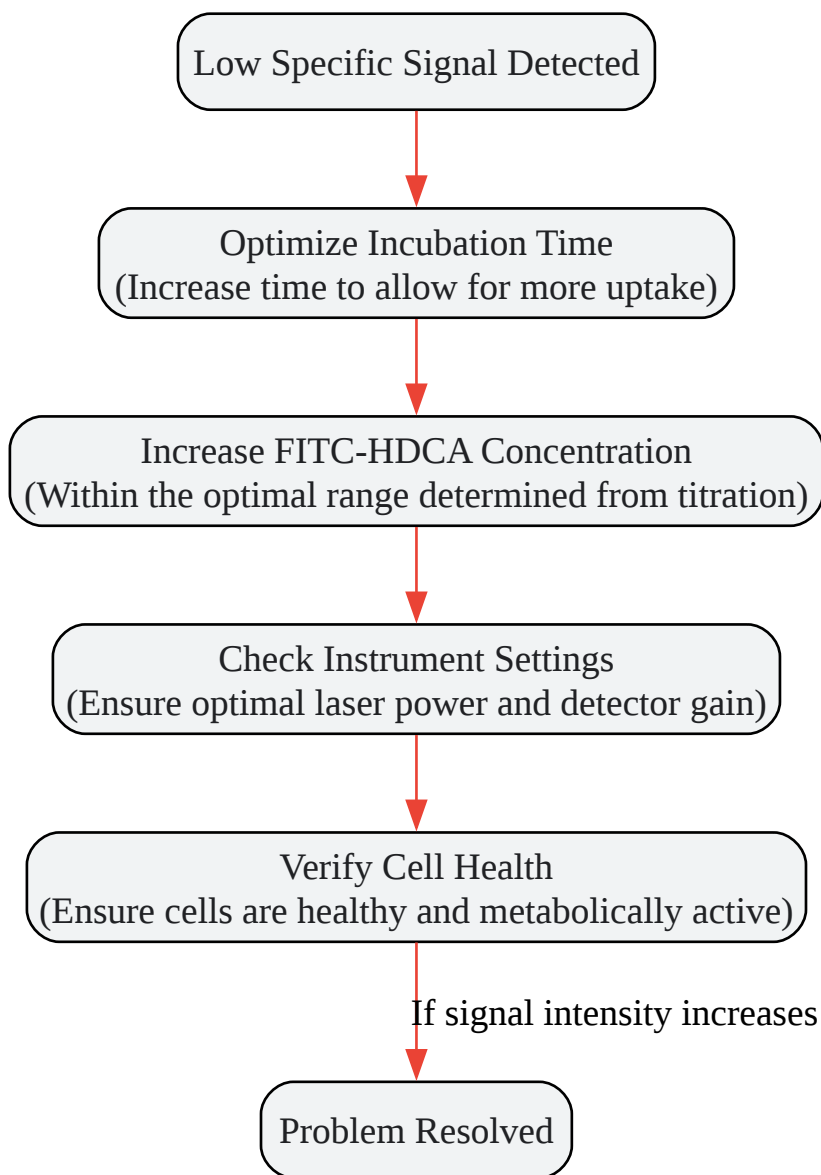 Low Specific Signal Detected
Optimize Incubation Time
(Increase time to allow for more uptake)
Increase FITC-HDCA Concentration
(Within the optimal range determined from titration)
Check Instrument Settings
(Ensure optimal laser power and detector gain)
Verify Cell Health
(Ensure cells are healthy and metabolically active)
If signal intensity increases
Problem Resolved